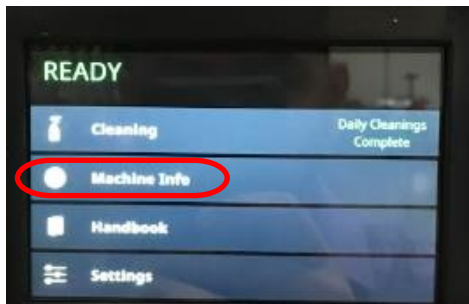 READY
Cleaning
Daily Cleanings
Complete
Machine Info
Handbook
Settings